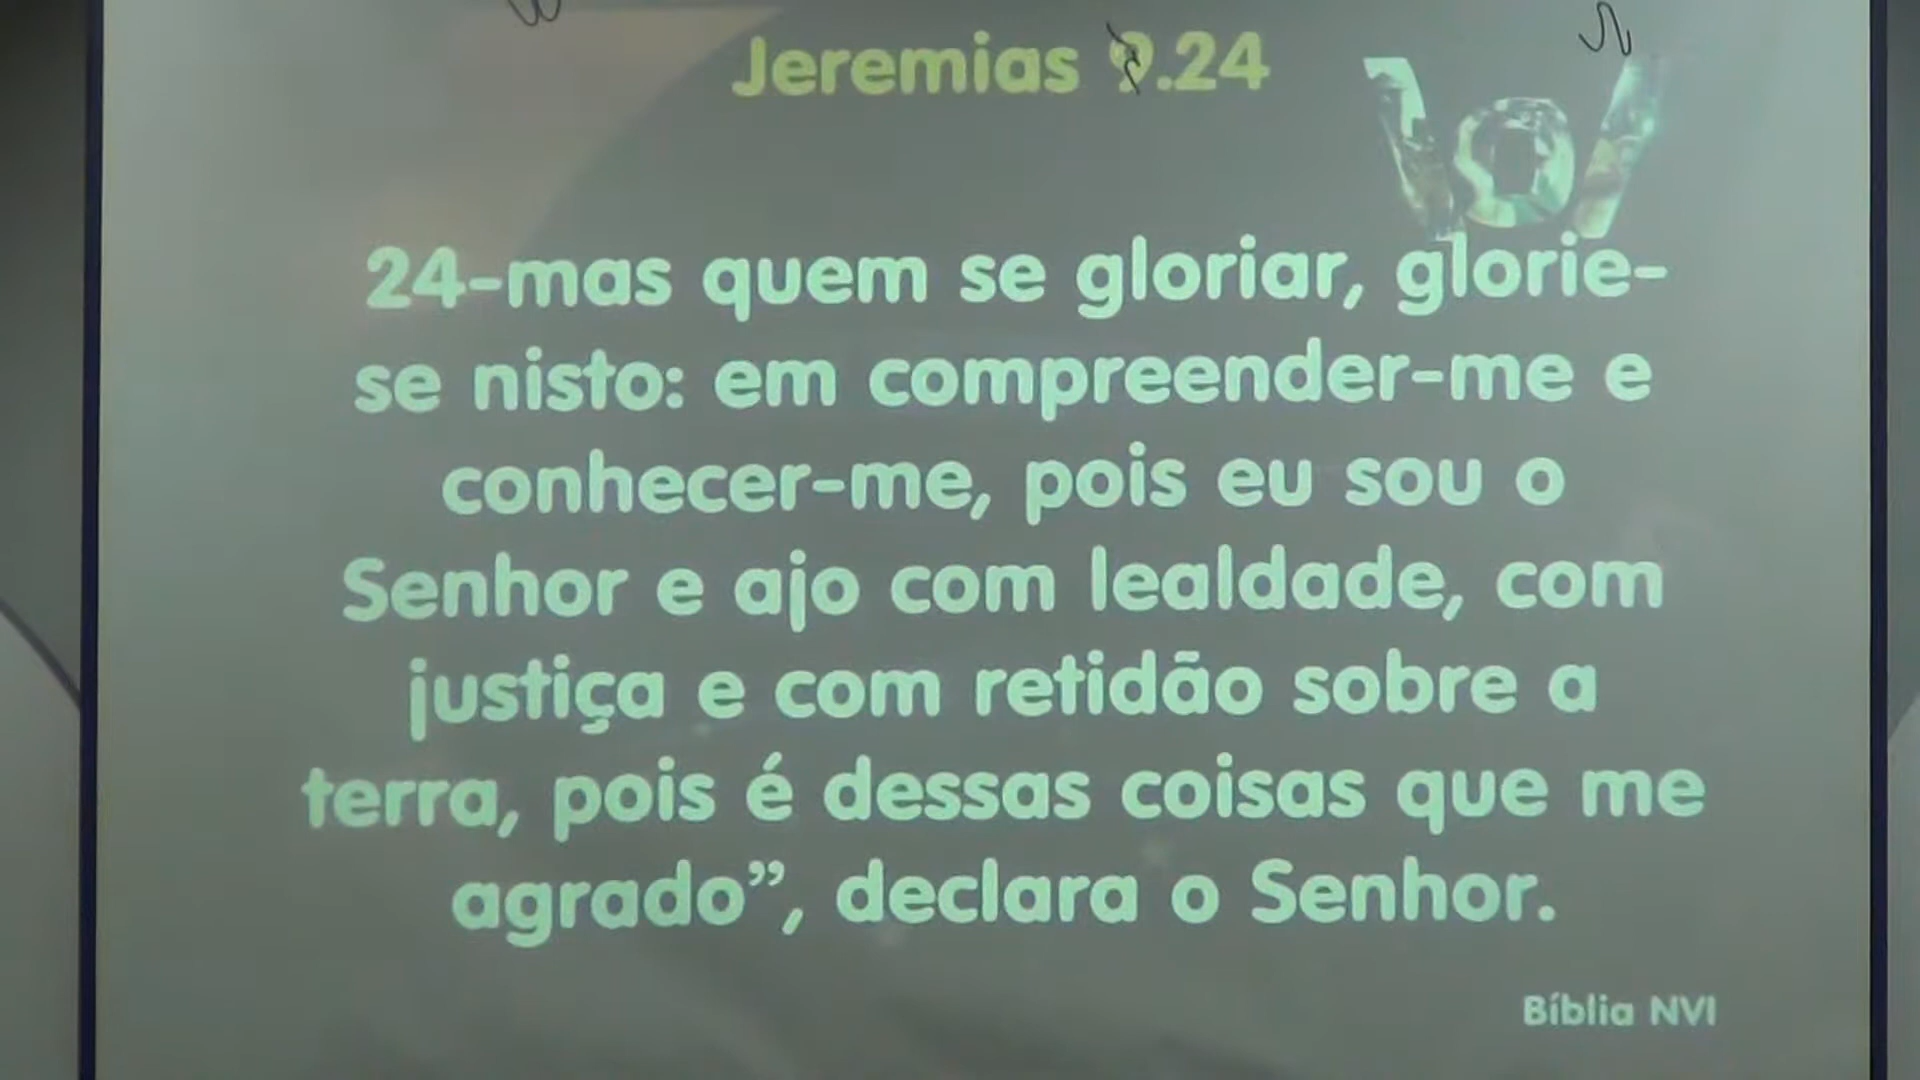 Jeremias 9.24
\o/
24-mas quem se gloriar, glorie-
se nisto: em compreender-me e
conhecer-me, pois eu sou o
Senhor e ajo com lealdade, com
justiça e com retidão sobre a
terra, pois é dessas coisas que me
agrado”, declara o Senhor.
Bíblia NVI